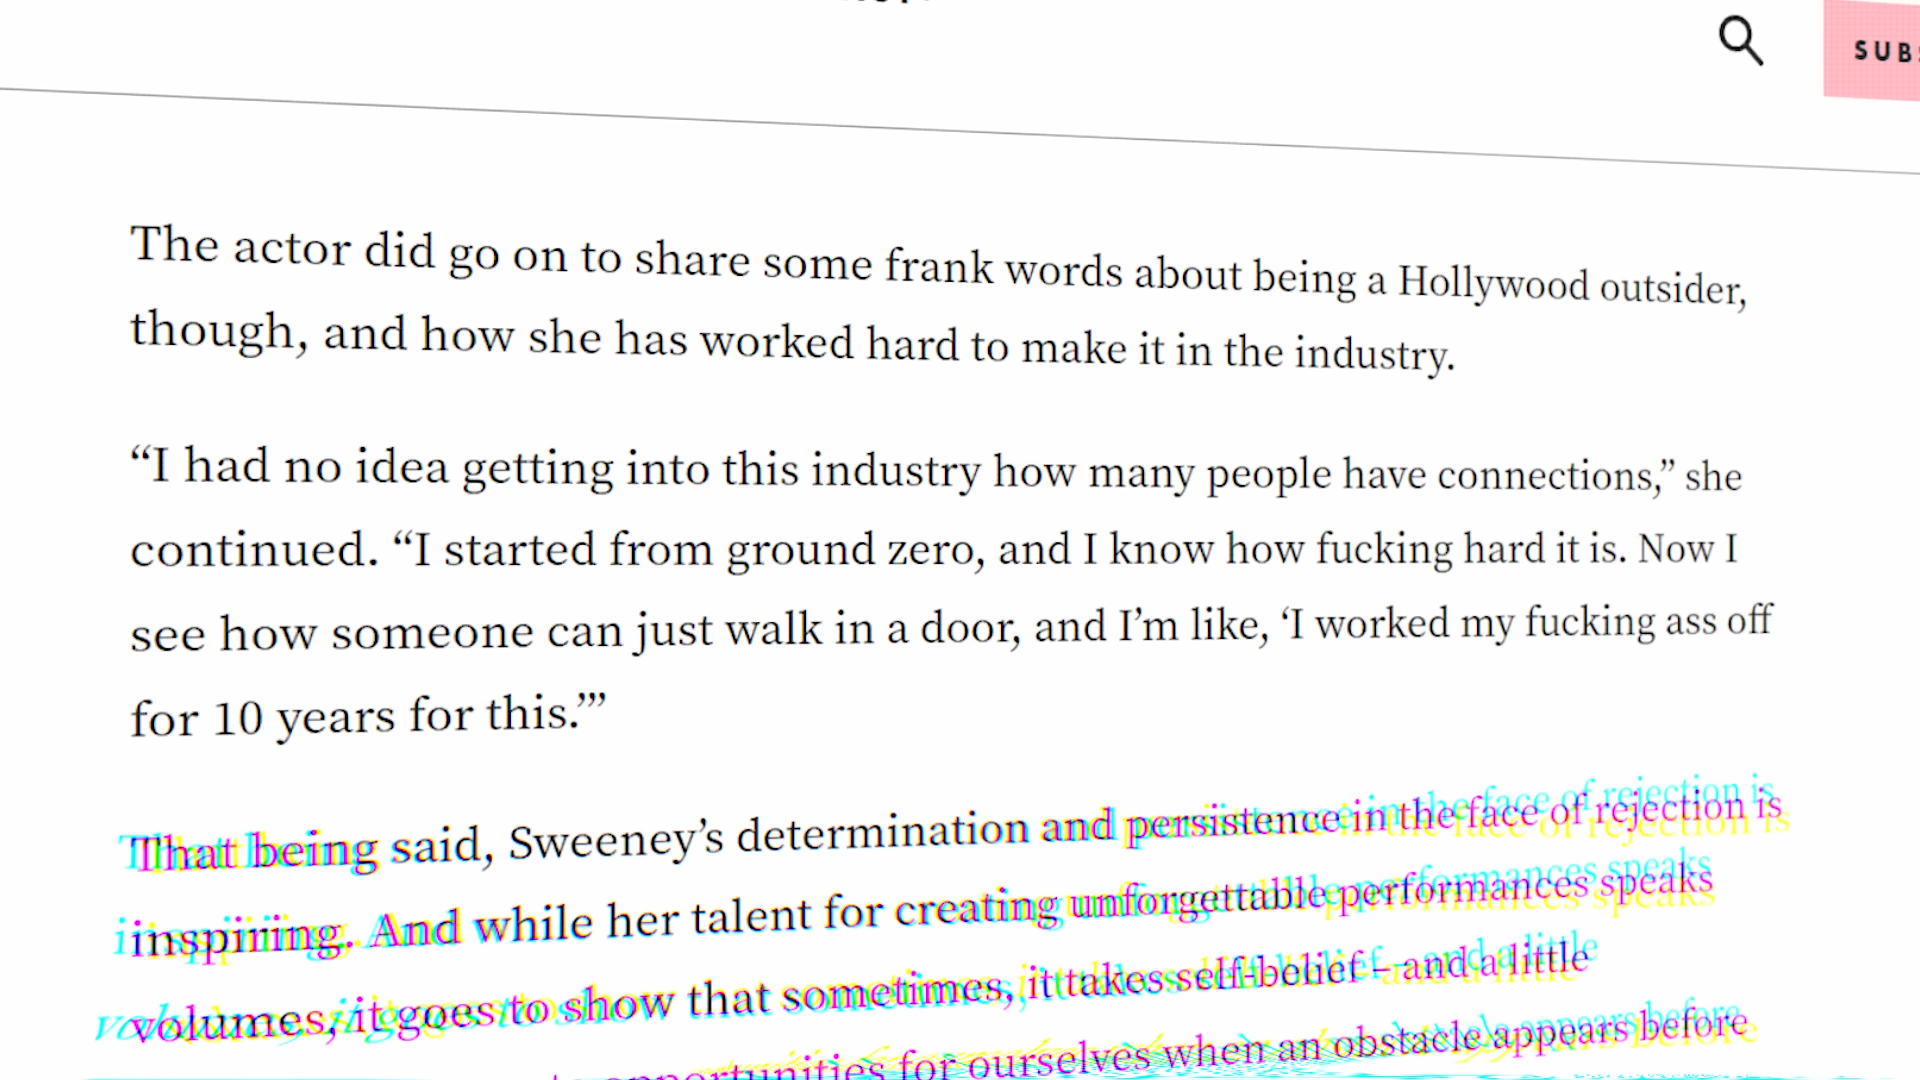 SUB
The actor did go on to share some frank words about being a Hollywood outsider,
though, and how she has worked hard to make it in the industry.
“I had no idea getting into this industry how many people have connections,” she
continued. “I started from ground zero, and I know how fucking hard it is. Now I
see how someone can just walk in a door, and I’m like, ‘I worked my fucking ass off
for 10 years for this.’”
That being said, Sweeney’s determination and persistence in the face of rejection is
inspiring. And while her talent for creating unforgettable performances speaks
volumes, it goes to show that sometimes, it takes self-belief – and a little
opportunities for ourselves when an obstacle appears before